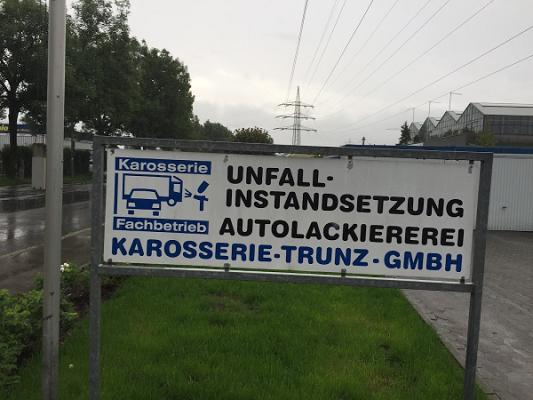 Karosserie
Fachbetrieb
UNFALL-
INSTANDSETZUNG
AUTOLACKIEREREI
KAROSSERIE-TRUNZ-GMBH